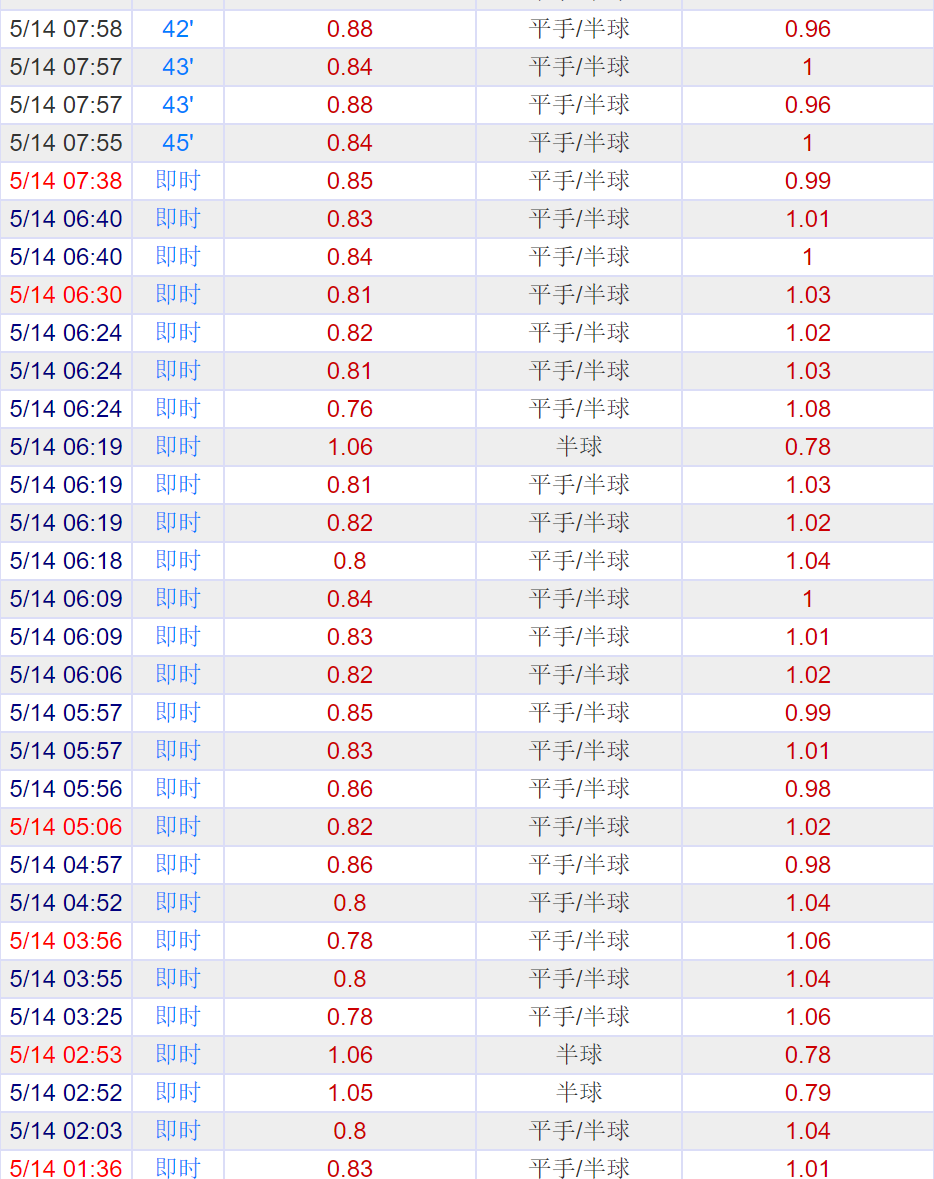 5/14 07:58 42' 0.88 平手/半球 0.96
5/14 07:57 43' 0.84 平手/半球 1
5/14 07:57 43' 0.88 平手/半球 0.96
5/14 07:55 45' 0.84 平手/半球 1
5/14 07:38 即时 0.85 平手/半球 0.99
5/14 06:40 即时 0.83 平手/半球 1.01
5/14 06:40 即时 0.84 平手/半球 1
5/14 06:30 即时 0.81 平手/半球 1.03
5/14 06:24 即时 0.82 平手/半球 1.02
5/14 06:24 即时 0.81 平手/半球 1.03
5/14 06:24 即时 0.76 平手/半球 1.08
5/14 06:19 即时 1.06 半球 0.78
5/14 06:19 即时 0.81 平手/半球 1.03
5/14 06:19 即时 0.82 平手/半球 1.02
5/14 06:18 即时 0.8 平手/半球 1.04
5/14 06:09 即时 0.84 平手/半球 1
5/14 06:09 即时 0.83 平手/半球 1.01
5/14 06:06 即时 0.82 平手/半球 1.02
5/14 05:57 即时 0.85 平手/半球 0.99
5/14 05:57 即时 0.83 平手/半球 1.01
5/14 05:56 即时 0.86 平手/半球 0.98
5/14 05:06 即时 0.82 平手/半球 1.02
5/14 04:57 即时 0.86 平手/半球 0.98
5/14 04:52 即时 0.8 平手/半球 1.04
5/14 03:56 即时 0.78 平手/半球 1.06
5/14 03:55 即时 0.8 平手/半球 1.04
5/14 03:25 即时 0.78 平手/半球 1.06
5/14 02:53 即时 1.06 半球 0.78
5/14 02:52 即时 1.05 半球 0.79
5/14 02:03 即时 0.8 平手/半球 1.04
5/14 01:36 即时 0.83 平手/半球 1.01